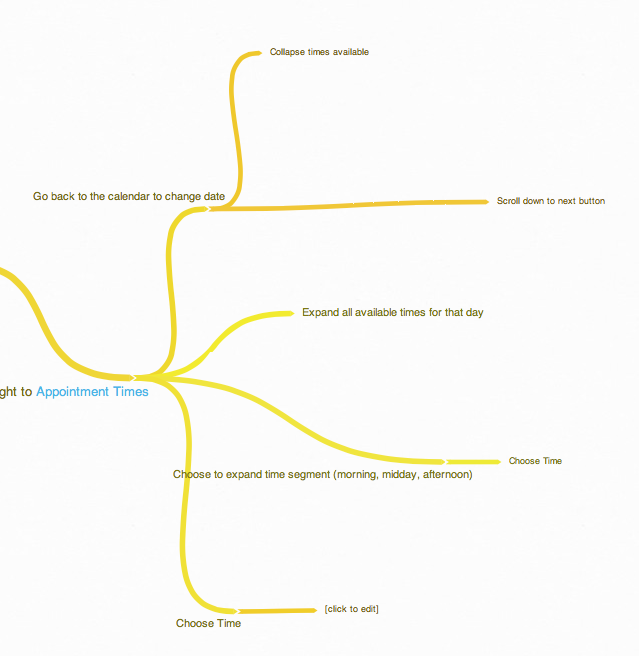 Collapse times available
Go back to the calendar to change date
Scroll down to next button
Expand all available times for that day
ght to Appointment Times
Choose Time
Choose to expand time segment (morning, midday, afternoon)
[click to edit]
Choose Time